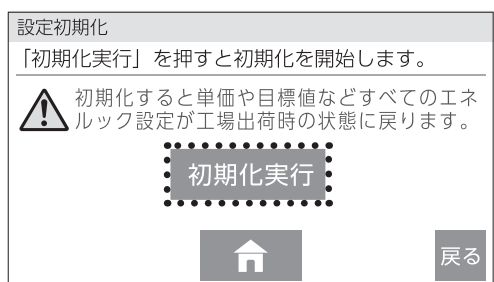 設定初期化
「初期化実行」を押すと初期化を開始します。
初期化すると単価や目標値などすべてのエネ
ルック設定が工場出荷時の状態に戻ります。
初期化実行
戻る